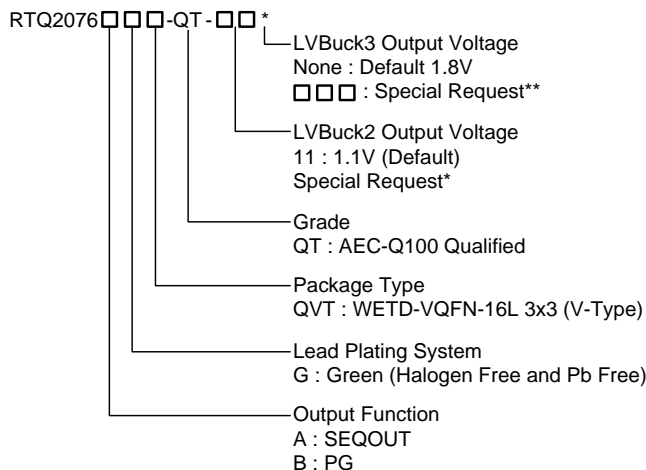 RTQ2076□□□-QT-□□*
LVBuck3 Output Voltage
None : Default 1.8V
□□□ : Special Request**
LVBuck2 Output Voltage
11 : 1.1V (Default)
Special Request*
Grade
QT : AEC-Q100 Qualified
Package Type
QVT : WETD-VQFN-16L 3x3 (V-Type)
Lead Plating System
G : Green (Halogen Free and Pb Free)
Output Function
A : SEQOUT
B : PG